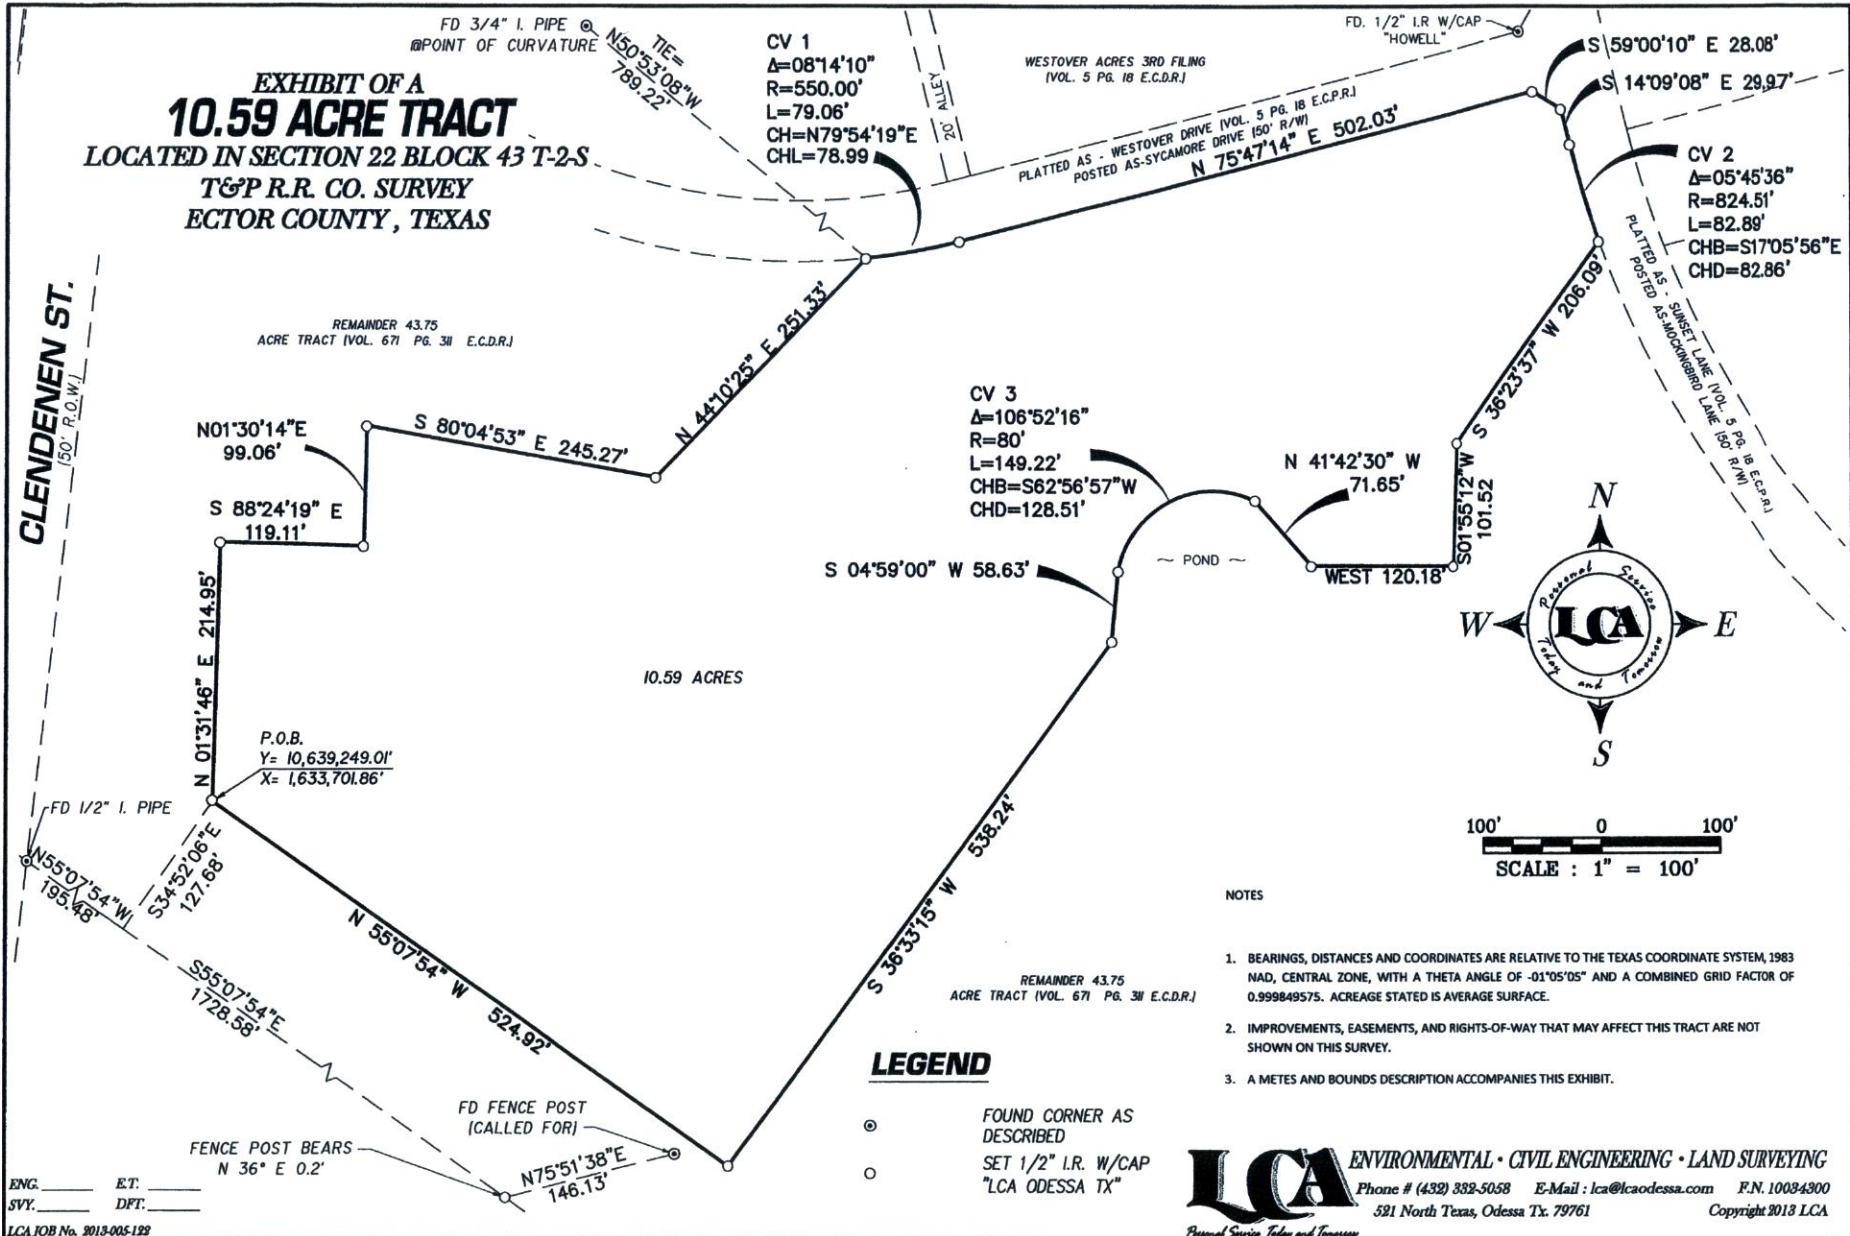 EXHIBIT OF A
10.59 ACRE TRACT
LOCATED IN SECTION 22 BLOCK 43 T-2-S
T&P R.R. CO. SURVEY
ECTOR COUNTY, TEXAS
FD 3/4" I. PIPE
@POINT OF CURVATURE
TIE=
N50°53'08"W
789.22'
CV 1
Δ=08°14'10"
R=550.00'
L=79.06'
CH=N79°54'19"E
CHL=78.99
20' ALLEY
WESTOVER ACRES 3RD FILING
(VOL. 5 PG. 18 E.C.D.R.)
FD. 1/2" I.R W/CAP
"HOWELL"
PLATTED AS - WESTOVER DRIVE (VOL. 5 PG. 18 E.C.P.R.)
POSTED AS-SYCAMORE DRIVE (50' R/W)
N 75°47'14" E 502.03'
S 59°00'10" E 28.08'
S 14°09'08" E 29.97'
CV 2
Δ=05°45'36"
R=824.51'
L=82.89'
CHB=S17°05'56"E
CHD=82.86'
PLATTED AS - SUNSET LANE (VOL. 5 PG. 18 E.C.P.R.)
POSTED AS-MOCKINGBIRD LANE (50' R/W)
CLENDENEN ST.
(50' R.O.W.)
REMAINDER 43.75
ACRE TRACT (VOL. 671 PG. 311 E.C.D.R.)
N 44°10'25" E 251.33'
S 36°23'37" W 206.09'
N01°30'14"E
99.06'
S 80°04'53" E 245.27'
CV 3
Δ=106°52'16"
R=80'
L=149.22'
CHB=S62°56'57"W
CHD=128.51'
N 41°42'30" W
71.65'
S01°55'12"W
101.52
S 88°24'19" E
119.11'
S 04°59'00" W 58.63'
~ POND ~
WEST 120.18'
N
W
E
S
Personal Service
LCA
Today and Tomorrow
N 01°31'46" E 214.95'
10.59 ACRES
P.O.B.
Y= 10,639,249.01'
X= 1,633,701.86'
FD 1/2" I. PIPE
N55°07'54"W
195.48'
S34°52'06"E
127.68'
S55°07'54"E
1728.58'
N 55°07'54" W 524.92'
S 36°33'15" W 538.24'
100' 0 100'
SCALE : 1" = 100'
NOTES
1. BEARINGS, DISTANCES AND COORDINATES ARE RELATIVE TO THE TEXAS COORDINATE SYSTEM, 1983
NAD, CENTRAL ZONE, WITH A THETA ANGLE OF -01°05'05" AND A COMBINED GRID FACTOR OF
0.999849575. ACREAGE STATED IS AVERAGE SURFACE.
2. IMPROVEMENTS, EASEMENTS, AND RIGHTS-OF-WAY THAT MAY AFFECT THIS TRACT ARE NOT
SHOWN ON THIS SURVEY.
3. A METES AND BOUNDS DESCRIPTION ACCOMPANIES THIS EXHIBIT.
REMAINDER 43.75
ACRE TRACT (VOL. 671 PG. 311 E.C.D.R.)
LEGEND
FOUND CORNER AS
DESCRIBED
SET 1/2" I.R. W/CAP
"LCA ODESSA TX"
FD FENCE POST
(CALLED FOR)
FENCE POST BEARS
N 36° E 0.2'
N75°51'38"E
146.13'
ENG. E.T.
SVY. DFT.
LCA JOB No. 2013-005-122
LCA
Personal Service Today and Tomorrow
ENVIRONMENTAL • CIVIL ENGINEERING • LAND SURVEYING
Phone # (432) 332-5058 E-Mail : lca@lcaodessa.com F.N. 10034300
521 North Texas, Odessa Tx. 79761 Copyright 2013 LCA